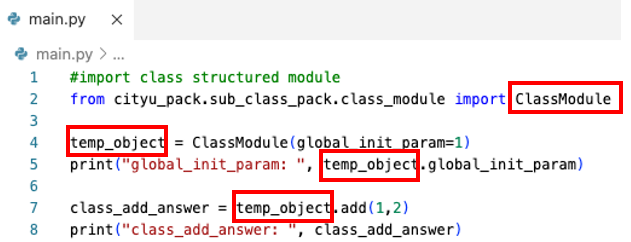 main.py
main.py > ...
1 #import class structured module
2 from cityu_pack.sub_class_pack.class_module import ClassModule
3
4 temp_object = ClassModule(global_init_param=1)
5 print("global_init_param: ", temp_object.global_init_param)
6
7 class_add_answer = temp_object.add(1,2)
8 print("class_add_answer: ", class_add_answer)